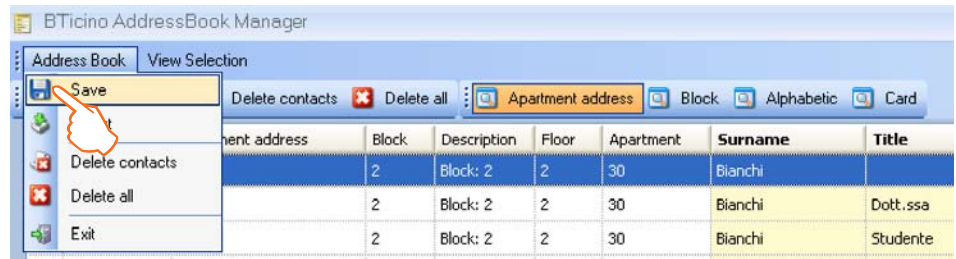 BTicino AddressBook Manager
Address Book View Selection
Save
Delete contacts Delete all Apartment address Block Alphabetic Card
address Block Description Floor Apartment Surname Title
Delete contacts
2 Block: 2 2 30 Bianchi
Delete all
2 Block: 2 2 30 Bianchi Dott.ssa
Exit
2 Block: 2 2 30 Bianchi Studente